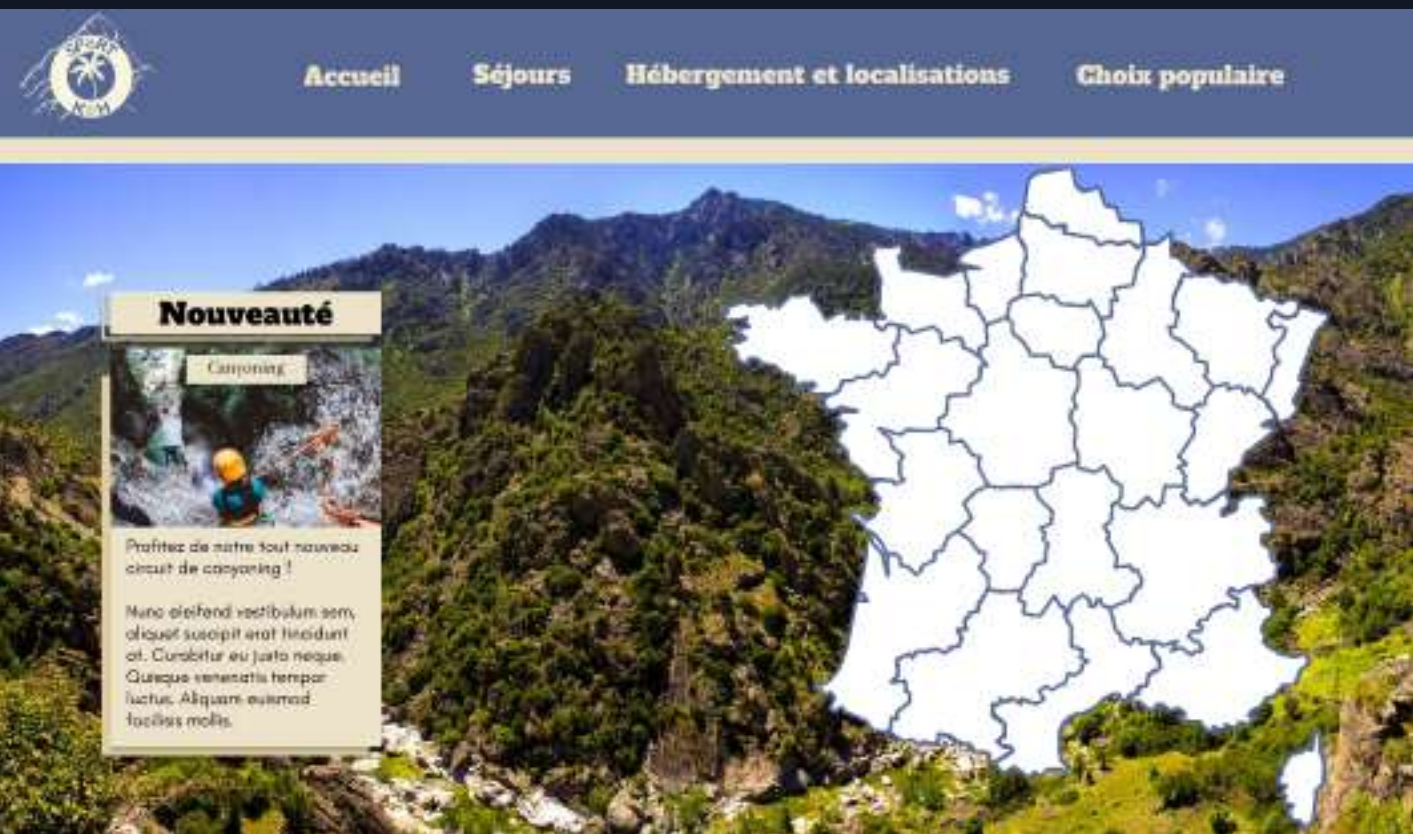 SPORT
KOH
Accueil
Séjours
Hébergement et localisations
Choix populaire
Nouveauté
Canyoning
Profitez de notre tout nouveau
circuit de canyoning !
Nunc eleifend vestibulum sem,
aliquet suscipit erat tincidunt
at. Curabitur eu justo neque.
Quisque venenatis tempor
luctus. Aliquam euismod
facilisis mollis.